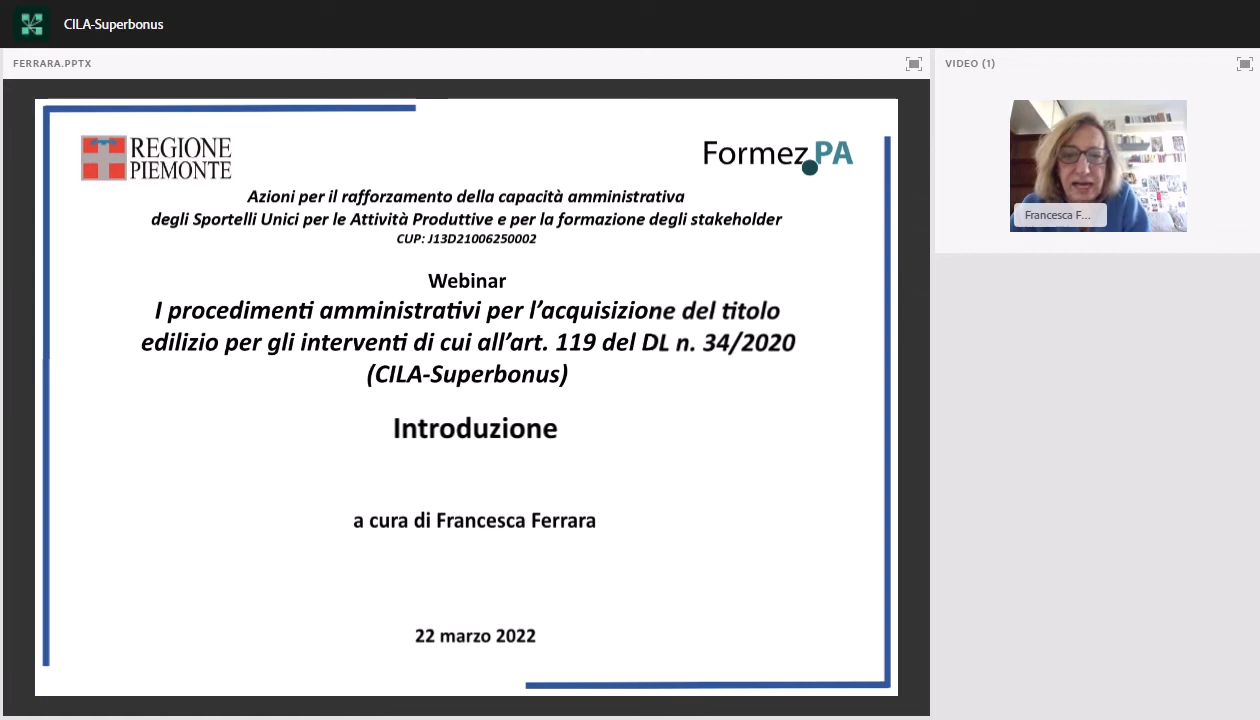 CILA-Superbonus
FERRARA.PPTX
VIDEO (1)
REGIONE
PIEMONTE
Formez PA
Azioni per il rafforzamento della capacità amministrativa
degli Sportelli Unici per le Attività Produttive e per la formazione degli stakeholder
CUP: J13D21006250002
Webinar
I procedimenti amministrativi per l’acquisizione del titolo
edilizio per gli interventi di cui all’art. 119 del DL n. 34/2020
(CILA-Superbonus)
Introduzione
a cura di Francesca Ferrara
22 marzo 2022
Francesca F...